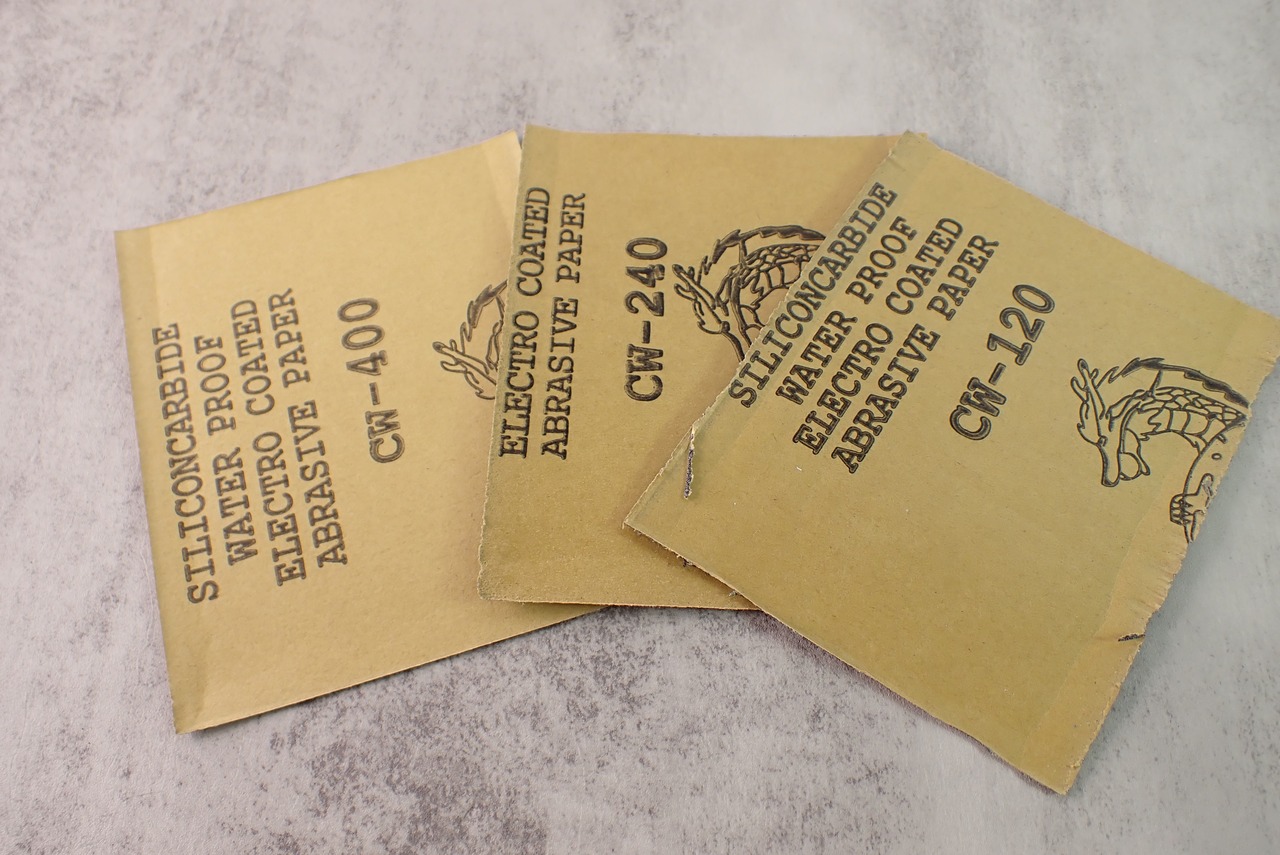 SILICONCARBIDE
WATER PROOF
ELECTRO COATED
ABRASIVE PAPER
CW-400
ELECTRO COATED
ABRASIVE PAPER
CW-240
SILICONCARBIDE
WATER PROOF
ELECTRO COATED
ABRASIVE PAPER
CW-120